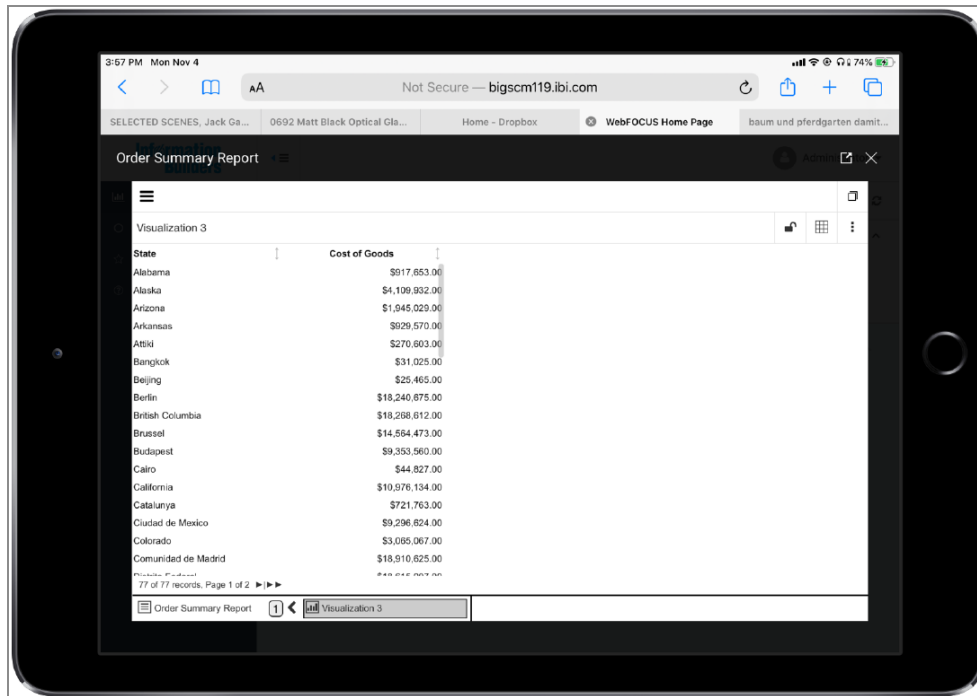 3:57 PM Mon Nov 4
74%
AA
Not Secure — bigscm119.ibi.com
SELECTED SCENES, Jack Ga...
0692 Matt Black Optical Gla...
Home - Dropbox
WebFOCUS Home Page
baum und pferdgarten damit...
Order Summary Report
Information
Builders
Visualization 3
State Cost of Goods
Alabama $917,653.00
Alaska $4,109,932.00
Arizona $1,945,029.00
Arkansas $929,570.00
Attiki $270,603.00
Bangkok $31,025.00
Beijing $25,465.00
Berlin $18,240,675.00
British Columbia $18,268,612.00
Brussel $14,564,473.00
Budapest $9,353,560.00
Cairo $44,827.00
California $10,976,134.00
Catalunya $721,763.00
Ciudad de Mexico $9,296,624.00
Colorado $3,065,067.00
Comunidad de Madrid $18,910,625.00
77 of 77 records, Page 1 of 2
Order Summary Report
1
Visualization 3